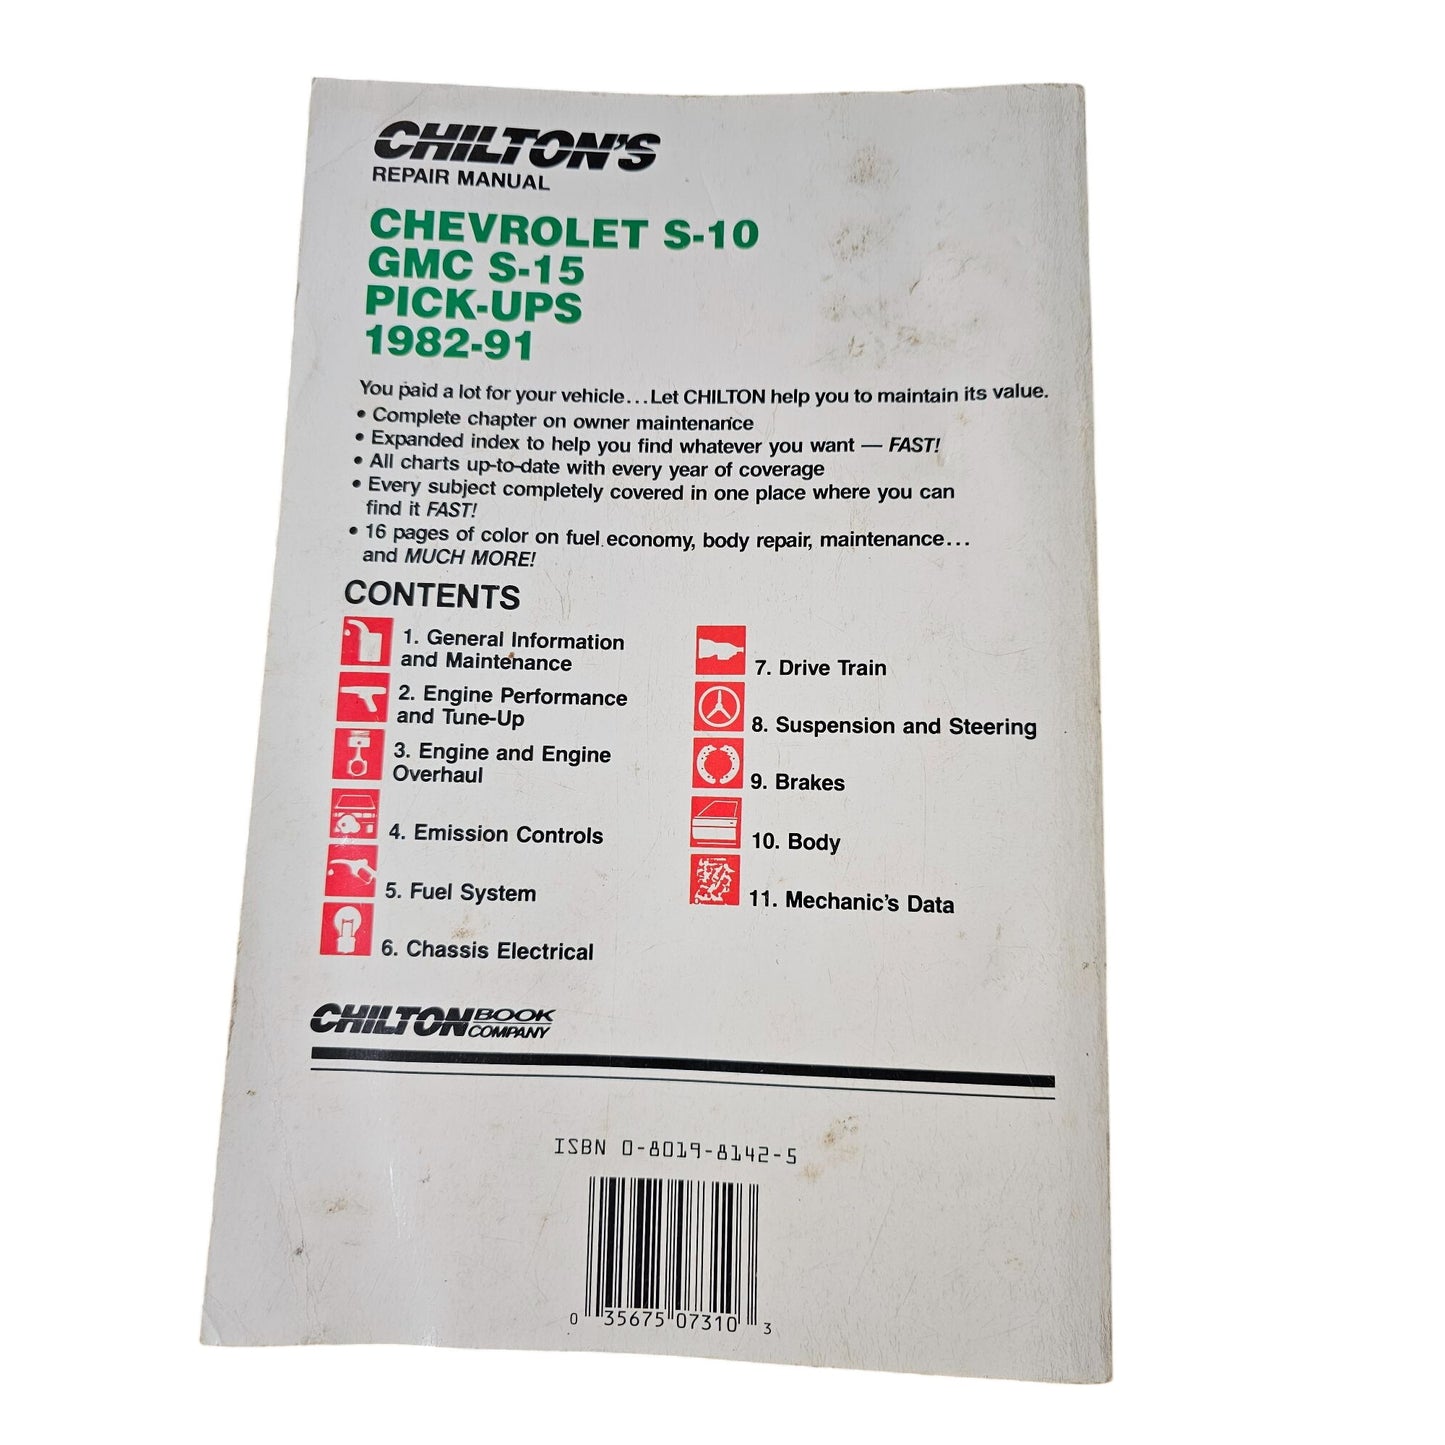 CHILTON'S
REPAIR MANUAL
CHEVROLET S-10
GMC S-15
PICK-UPS
1982-91
You paid a lot for your vehicle...Let CHILTON help you to maintain its value.
• Complete chapter on owner maintenance
• Expanded index to help you find whatever you want — FAST!
• All charts up-to-date with every year of coverage
• Every subject completely covered in one place where you can
find it FAST!
• 16 pages of color on fuel economy, body repair, maintenance...
and MUCH MORE!
CONTENTS
1. General Information
and Maintenance
2. Engine Performance
and Tune-Up
3. Engine and Engine
Overhaul
4. Emission Controls
5. Fuel System
6. Chassis Electrical
7. Drive Train
8. Suspension and Steering
9. Brakes
10. Body
11. Mechanic's Data
CHILTON BOOK
COMPANY
ISBN 0-8019-8142-5
0 35675 07310 3